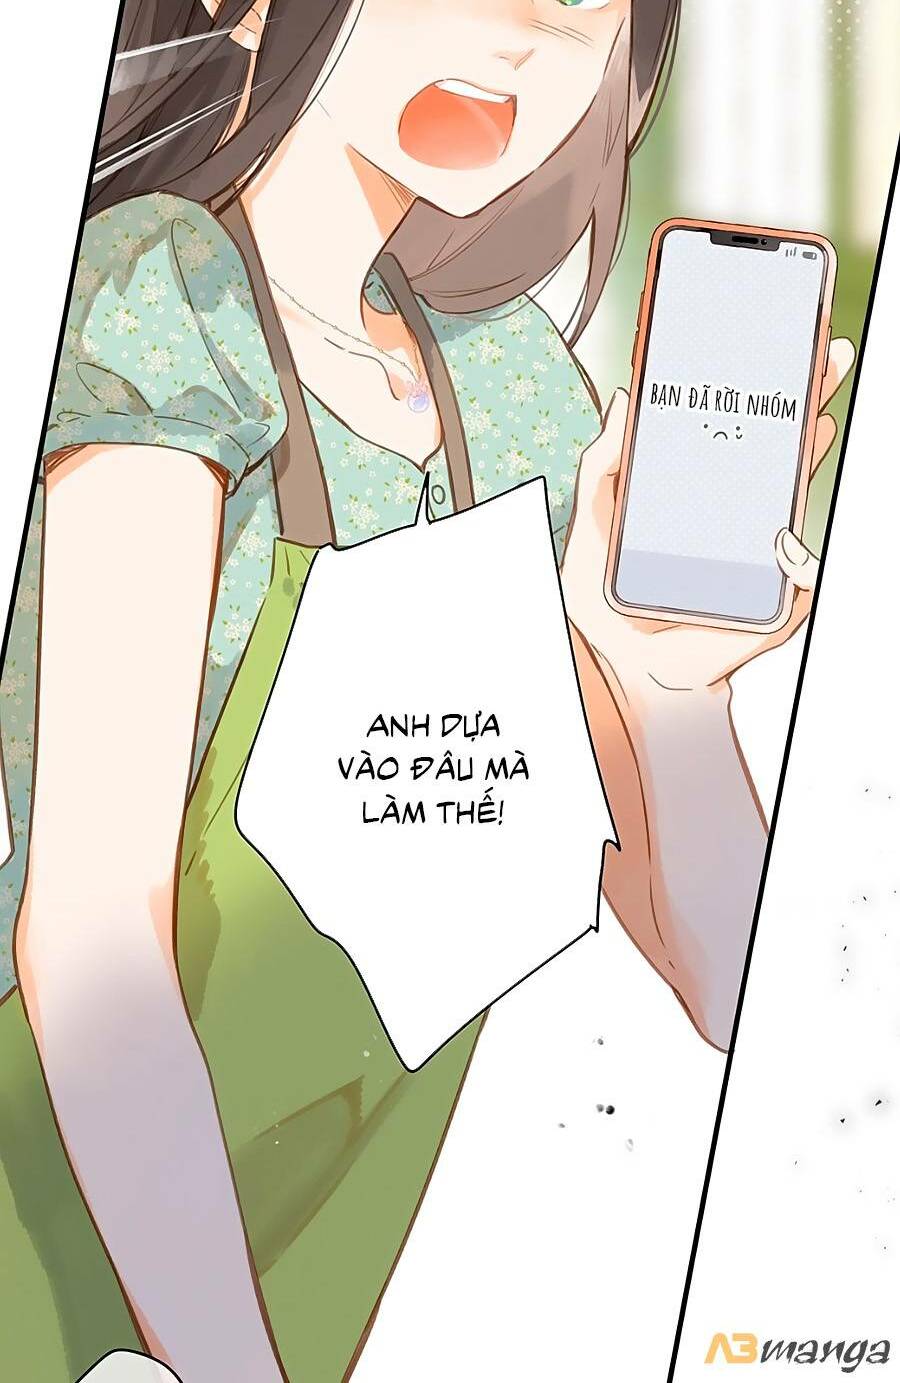 BẠN ĐÃ RỜI NHÓM
ANH DỰA
VÀO ĐÂU MÀ
LÀM THẾ!
A3manga